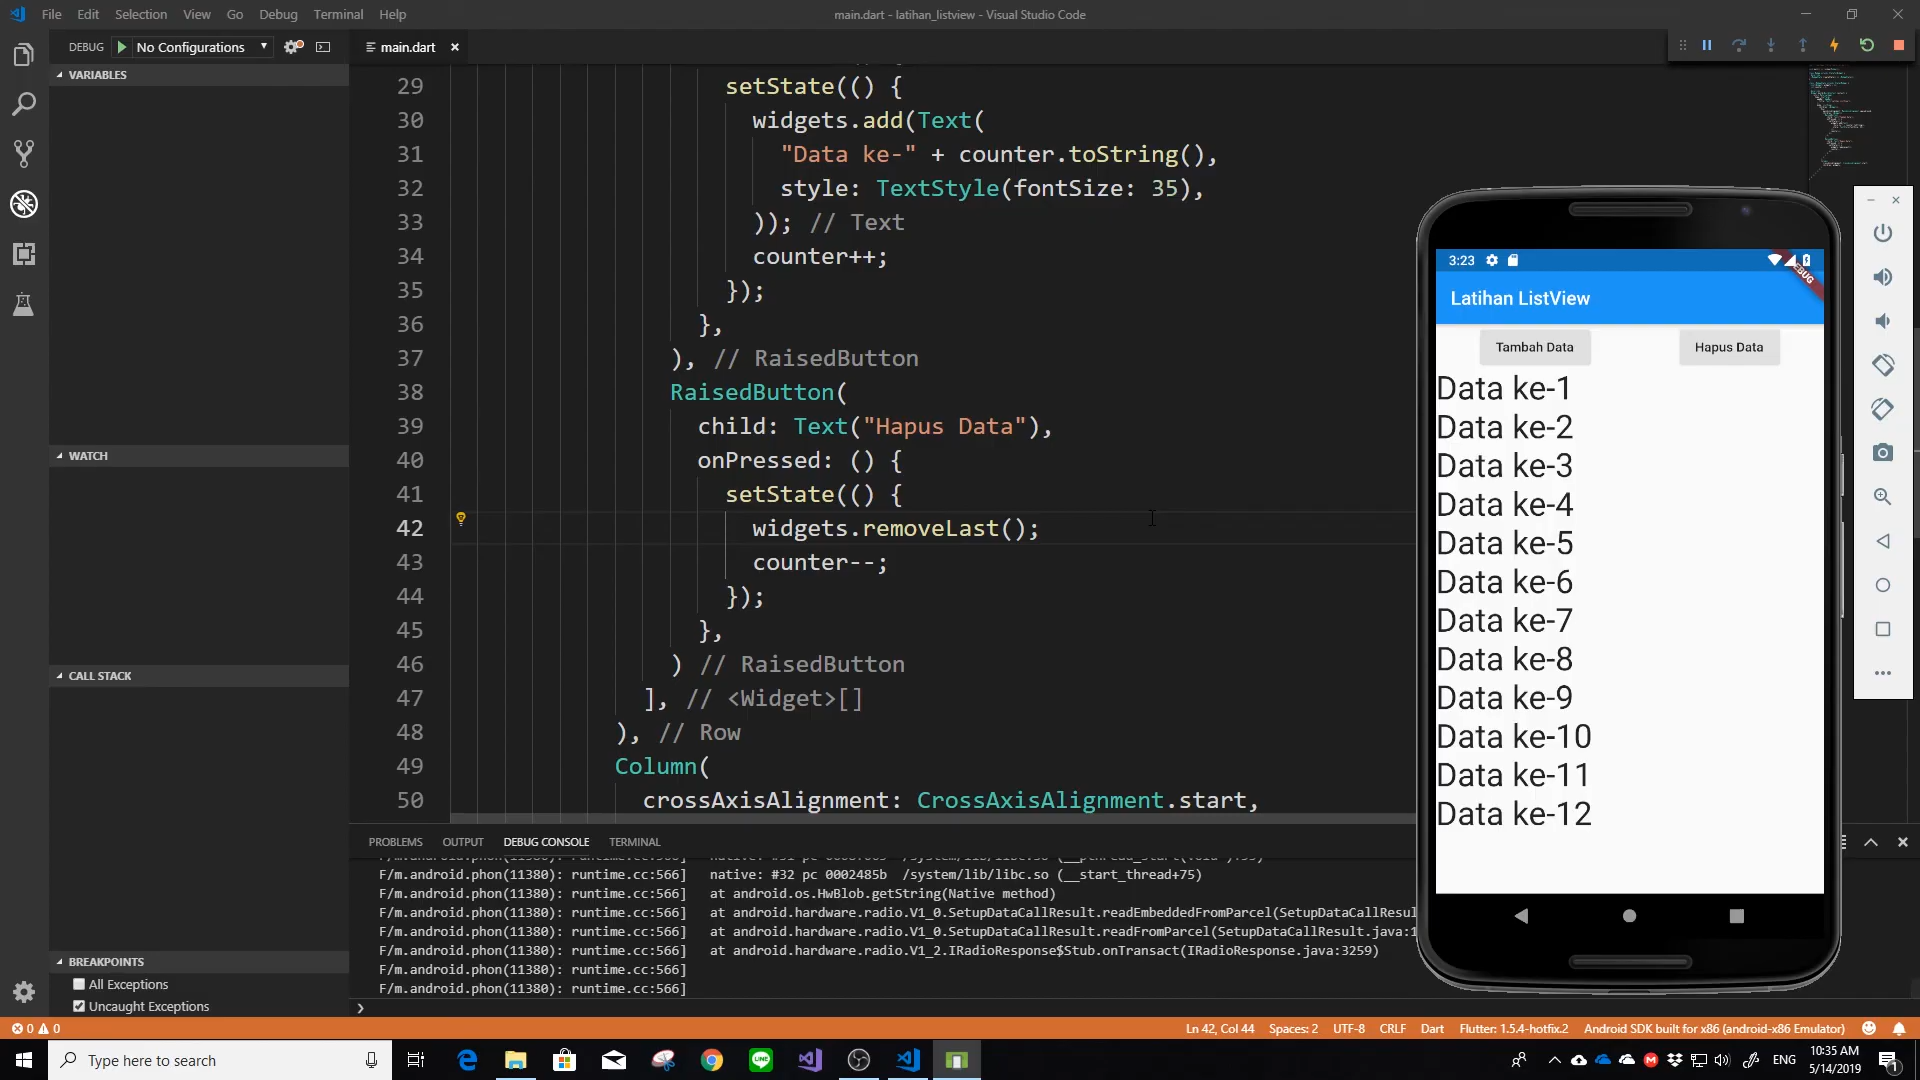 File Edit Selection View Go Debug Terminal Help
main.dart - latihan_listview - Visual Studio Code
DEBUG No Configurations
main.dart
VARIABLES
WATCH
CALL STACK
BREAKPOINTS
All Exceptions
Uncaught Exceptions
29 setState(() {
30 widgets.add(Text(
31 "Data ke-" + counter.toString(),
32 style: TextStyle(fontSize: 35),
33 )); // Text
34 counter++;
35 });
36 },
37 ), // RaisedButton
38 RaisedButton(
39 child: Text("Hapus Data"),
40 onPressed: () {
41 setState(() {
42 widgets.removeLast();
43 counter--;
44 });
45 },
46 ) // RaisedButton
47 ], // <Widget>[]
48 ), // Row
49 Column(
50 crossAxisAlignment: CrossAxisAlignment.start,
PROBLEMS OUTPUT DEBUG CONSOLE TERMINAL
F/m.android.phon(11380): runtime.cc:566] native: #32 pc 0002485b /system/lib/libc.so (__start_thread+75)
F/m.android.phon(11380): runtime.cc:566] at android.os.HwBlob.getString(Native method)
F/m.android.phon(11380): runtime.cc:566] at android.hardware.radio.V1_0.SetupDataCallResult.readEmbeddedFromParcel(SetupDataCallResul
F/m.android.phon(11380): runtime.cc:566] at android.hardware.radio.V1_0.SetupDataCallResult.readFromParcel(SetupDataCallResult.java:1
F/m.android.phon(11380): runtime.cc:566] at android.hardware.radio.V1_2.IRadioResponse$Stub.onTransact(IRadioResponse.java:3259)
F/m.android.phon(11380): runtime.cc:566]
F/m.android.phon(11380): runtime.cc:566]
3:23
Latihan ListView
Tambah Data Hapus Data
Data ke-1
Data ke-2
Data ke-3
Data ke-4
Data ke-5
Data ke-6
Data ke-7
Data ke-8
Data ke-9
Data ke-10
Data ke-11
Data ke-12
0 0
Ln 42, Col 44 Spaces: 2 UTF-8 CRLF Dart Flutter: 1.5.4-hotfix.2 Android SDK built for x86 (android-x86 Emulator)
Type here to search
LINE
ENG
10:35 AM
5/14/2019
1